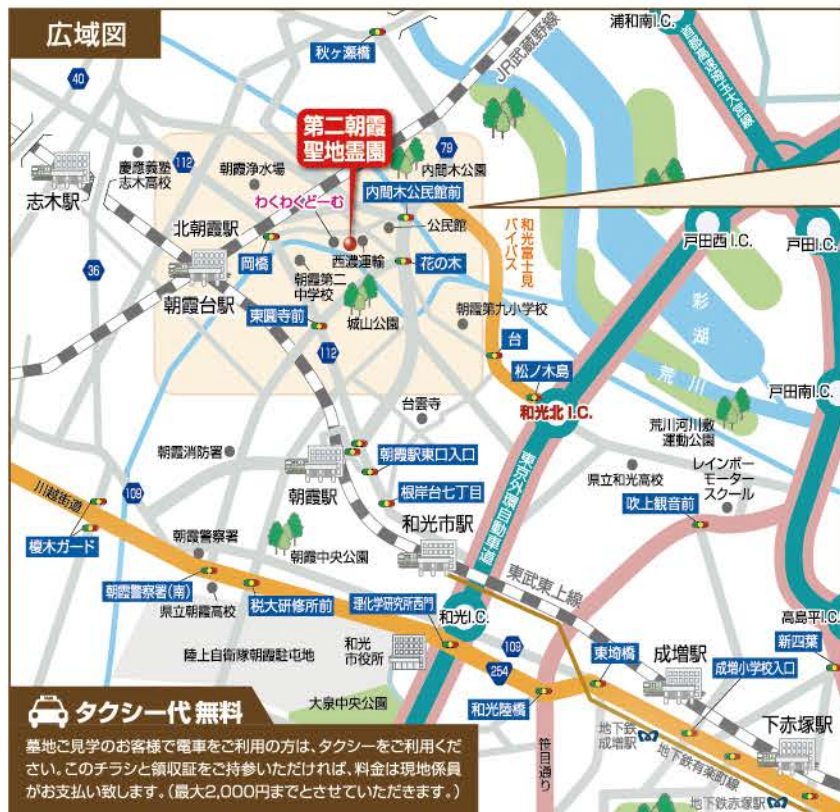 広域図
浦和南I.C.
首都高速埼玉大宮線
秋ヶ瀬橋
JR武蔵野線
40
第二朝霞
聖地霊園
79
内間木公園
慶應義塾
志木高校
112
朝霞浄水場
志木駅
わくわくどーむ
内間木公民館前
北朝霞駅
公民館
和光富士見
バイパス
戸田西I.C.
戸田I.C.
岡橋
西濃運輸
花の木
36
朝霞第二
中学校
朝霞台駅
東圓寺前
城山公園
朝霞第九小学校
彩湖
112
台
荒川
松ノ木島
戸田南I.C.
台雲寺
和光北I.C.
荒川河川敷
運動公園
朝霞消防署
朝霞駅東口入口
東京外環自動車道
県立和光高校
レインボー
モーター
スクール
川越街道
109
朝霞駅
根岸台七丁目
吹上観音前
和光市駅
榎木ガード
朝霞警察署
朝霞中央公園
東武東上線
朝霞警察署(南)
県立朝霞高校
税大研修所前
理化学研究所西門
和光I.C.
高島平I.C.
陸上自衛隊朝霞駐屯地
和光
市役所
109
東埼橋
成増駅
新四葉
254
成増小学校入口
大泉中央公園
和光陸橋
下赤塚駅
笹目通り
地下鉄
成増駅
地下鉄有楽町線
地下鉄赤塚駅
TAXI
タクシー代 無料
墓地ご見学のお客様で電車をご利用の方は、タクシーをご利用くだ
さい。このチラシと領収証をご持参いただければ、料金は現地係員
がお支払い致します。(最大2,000円までとさせていただきます。)